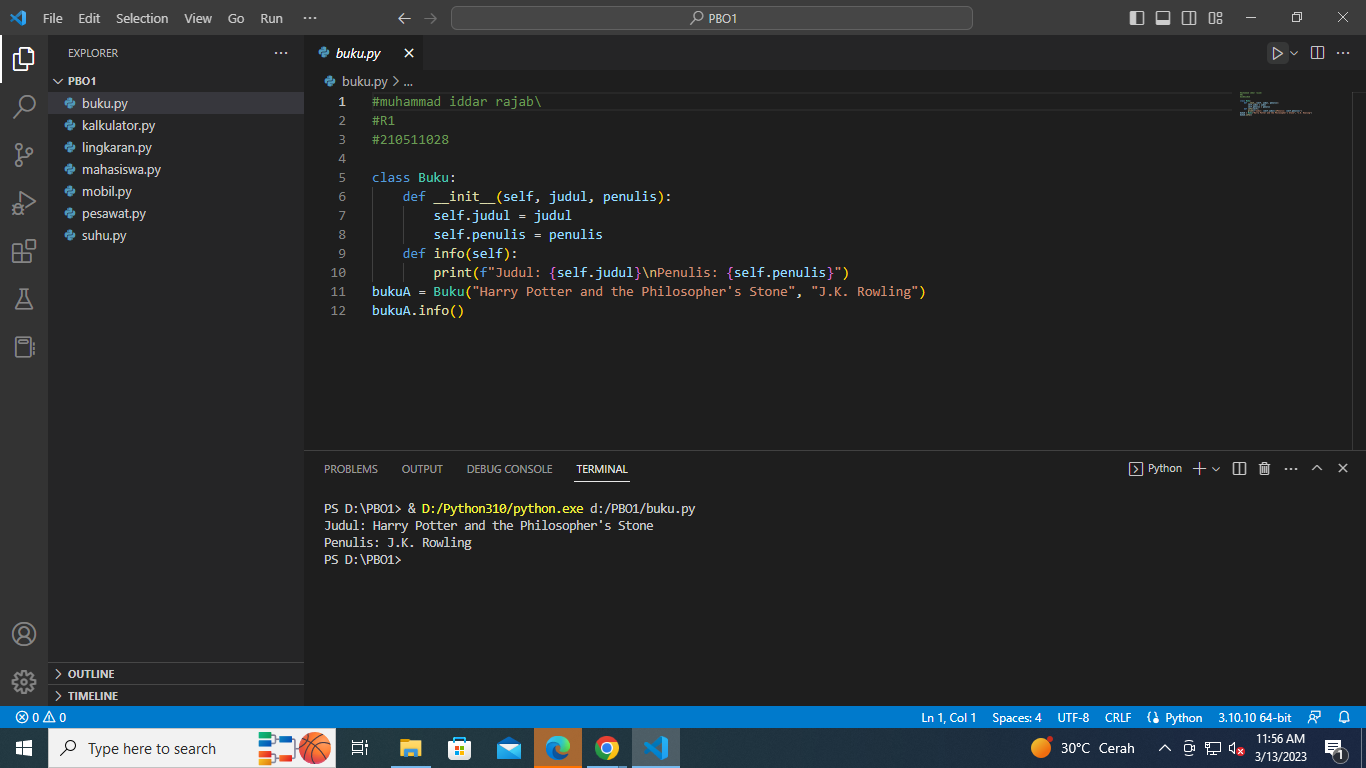 File Edit Selection View Go Run ··· PBO1
EXPLORER ···
PBO1
buku.py
kalkulator.py
lingkaran.py
mahasiswa.py
mobil.py
pesawat.py
suhu.py
OUTLINE
TIMELINE
buku.py
buku.py > ...
1 #muhammad iddar rajab\
2 #R1
3 #210511028
4
5 class Buku:
6 def __init__(self, judul, penulis):
7 self.judul = judul
8 self.penulis = penulis
9 def info(self):
10 print(f"Judul: {self.judul}\nPenulis: {self.penulis}")
11 bukuA = Buku("Harry Potter and the Philosopher's Stone", "J.K. Rowling")
12 bukuA.info()
PROBLEMS OUTPUT DEBUG CONSOLE TERMINAL Python
PS D:\PBO1> & D:/Python310/python.exe d:/PBO1/buku.py
Judul: Harry Potter and the Philosopher's Stone
Penulis: J.K. Rowling
PS D:\PBO1>
0 0 Ln 1, Col 1 Spaces: 4 UTF-8 CRLF Python 3.10.10 64-bit
Type here to search 30°C Cerah 11:56 AM
3/13/2023 1